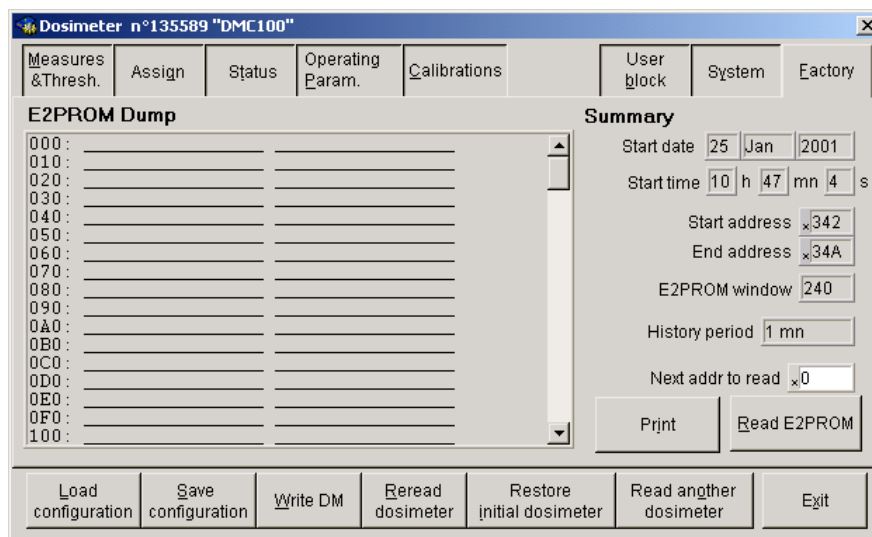 Dosimeter n°135589 "DMC100"
Measures &Thresh.
Assign
Status
Operating Param.
Calibrations
User block
System
Factory
E2PROM Dump
000:
010:
020:
030:
040:
050:
060:
070:
080:
090:
0A0:
0B0:
0C0:
0D0:
0E0:
0F0:
100:
Summary
Start date 25 Jan 2001
Start time 10 h 47 mn 4 s
Start address x342
End address x34A
E2PROM window 240
History period 1 mn
Next addr to read x0
Print
Read E2PROM
Load configuration
Save configuration
Write DM
Reread dosimeter
Restore initial dosimeter
Read another dosimeter
Exit